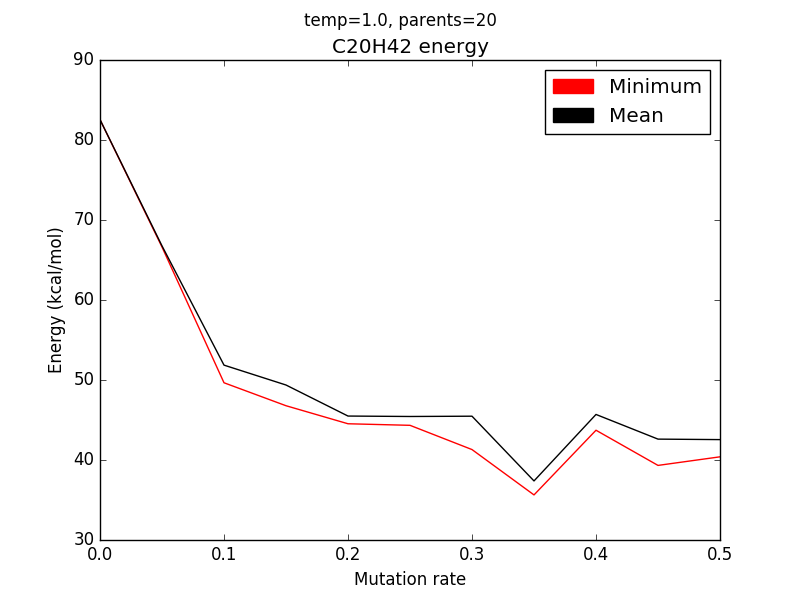 temp=1.0, parents=20
C20H42 energy
Minimum
Mean
90
80
70
60
50
40
30
Energy (kcal/mol)
0.0 0.1 0.2 0.3 0.4 0.5
Mutation rate